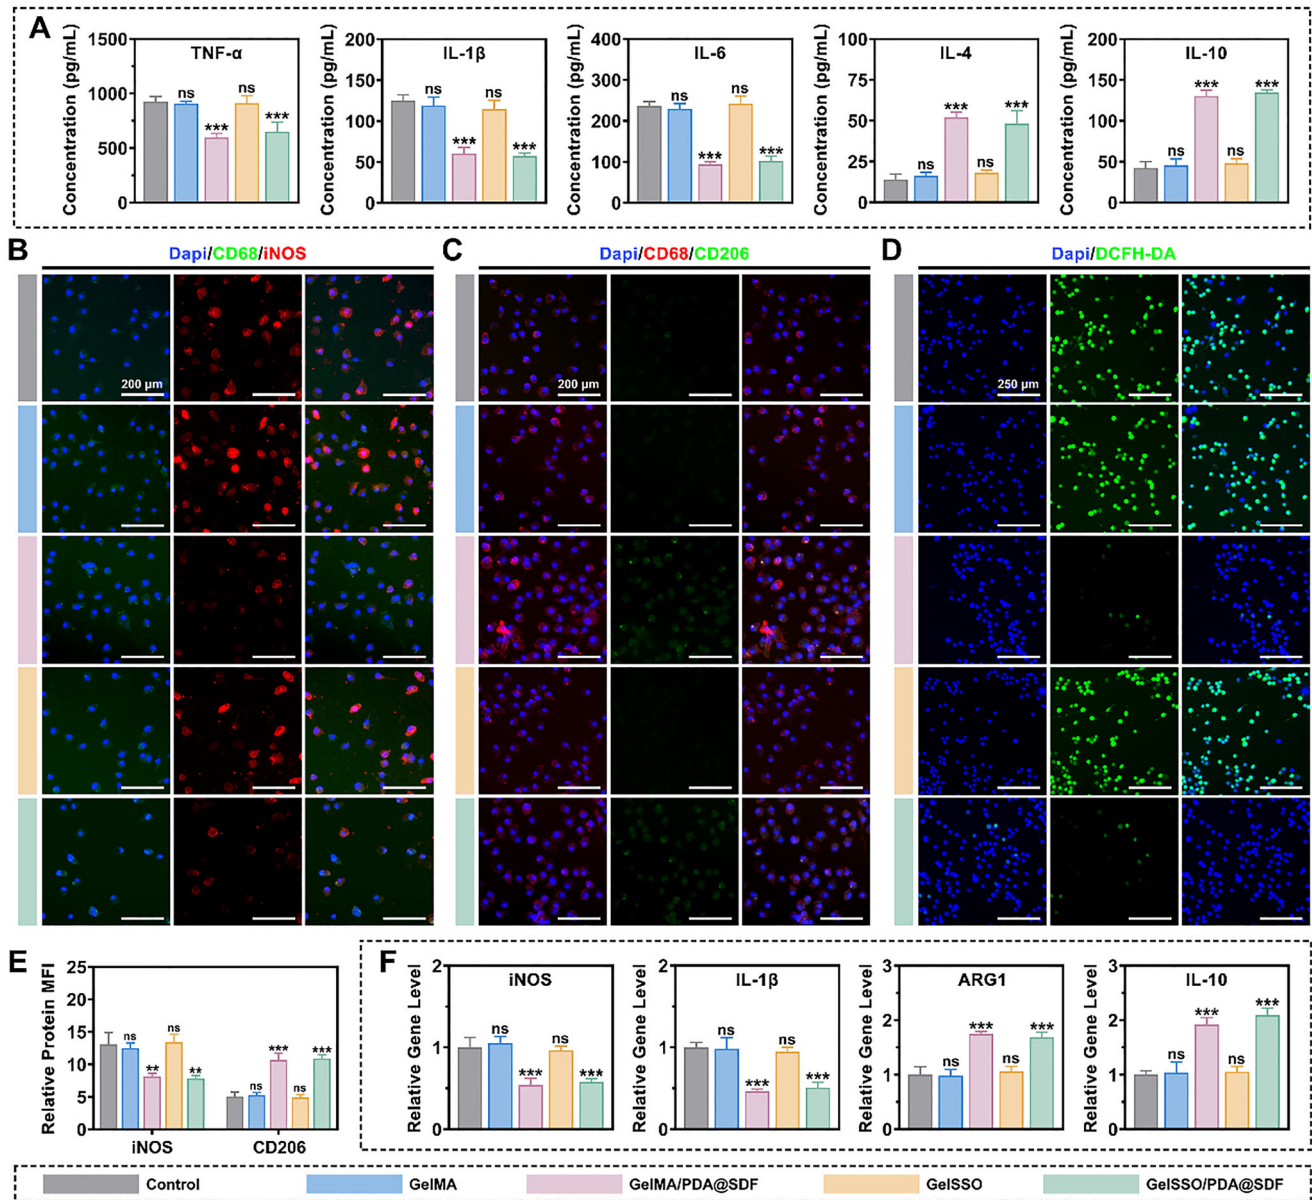 A
TNF-α
Concentration (pg/mL)
1500
1000
500
0
ns
***
ns
***
IL-1β
Concentration (pg/mL)
200
150
100
50
0
ns
***
ns
***
IL-6
Concentration (pg/mL)
400
300
200
100
0
ns
***
ns
***
IL-4
Concentration (pg/mL)
100
75
50
25
0
ns
***
ns
***
IL-10
Concentration (pg/mL)
200
150
100
50
0
ns
***
ns
***
B
Dapi/CD68/iNOS
200 μm
C
Dapi/CD68/CD206
200 μm
D
Dapi/DCFH-DA
250 μm
E
Relative Protein MFI
25
20
15
10
5
0
ns
**
ns
**
ns
***
ns
***
iNOS
CD206
F
iNOS
Relative Gene Level
2
1
0
ns
***
ns
***
IL-1β
Relative Gene Level
2
1
0
ns
***
ns
***
ARG1
Relative Gene Level
3
2
1
0
ns
***
ns
***
IL-10
Relative Gene Level
3
2
1
0
ns
***
ns
***
Control
GelMA
GelMA/PDA@SDF
GelSSO
GelSSO/PDA@SDF